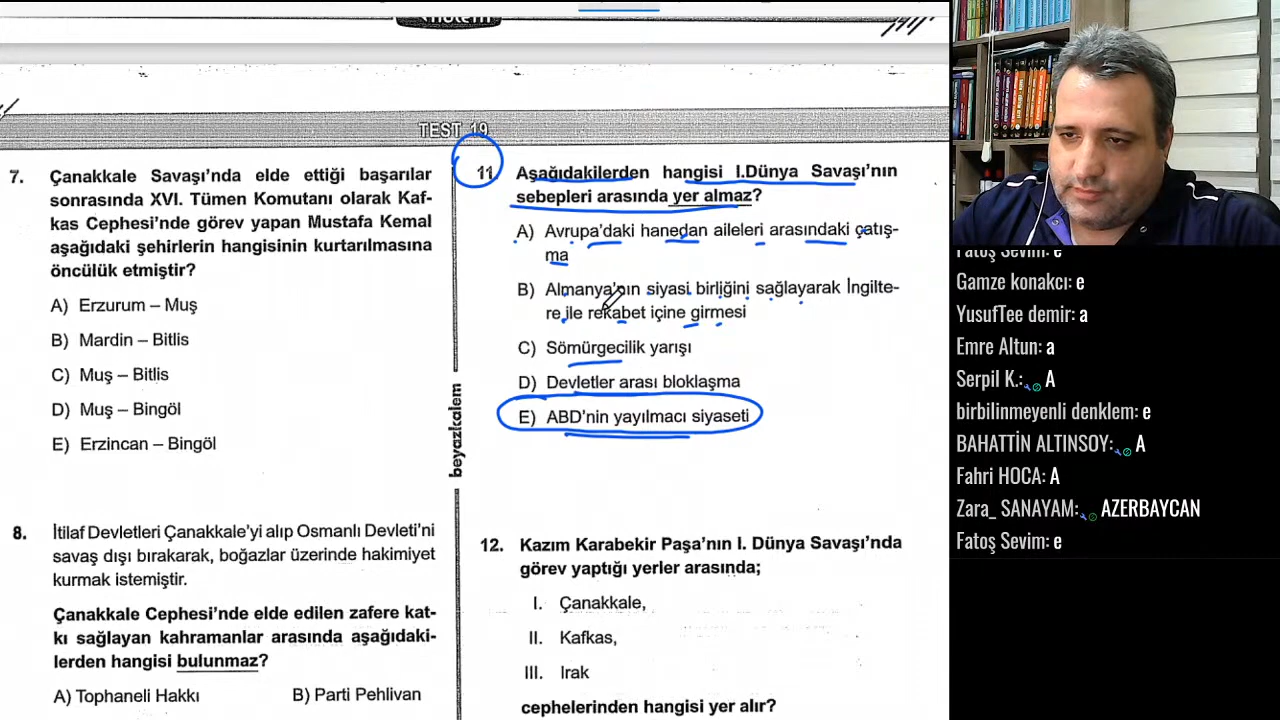 TEST 19
7. Çanakkale Savaşı'nda elde ettiği başarılar
sonrasında XVI. Tümen Komutanı olarak Kaf-
kas Cephesi'nde görev yapan Mustafa Kemal
aşağıdaki şehirlerin hangisinin kurtarılmasına
öncülük etmiştir?
A) Erzurum – Muş
B) Mardin – Bitlis
C) Muş – Bitlis
D) Muş – Bingöl
E) Erzincan – Bingöl
8. İtilaf Devletleri Çanakkale'yi alıp Osmanlı Devleti'ni
savaş dışı bırakarak, boğazlar üzerinde hakimiyet
kurmak istemiştir.
Çanakkale Cephesi'nde elde edilen zafere kat-
kı sağlayan kahramanlar arasında aşağıdaki-
lerden hangisi bulunmaz?
A) Tophaneli Hakkı
B) Parti Pehlivan
beyazkalem
11. Aşağıdakilerden hangisi I.Dünya Savaşı'nın
sebepleri arasında yer almaz?
A) Avrupa'daki hanedan aileleri arasındaki çatış-
ma
B) Almanya'nın siyasi birliğini sağlayarak İngilte-
re ile rekabet içine girmesi
C) Sömürgecilik yarışı
D) Devletler arası bloklaşma
E) ABD'nin yayılmacı siyaseti
12. Kazım Karabekir Paşa'nın I. Dünya Savaşı'nda
görev yaptığı yerler arasında;
I. Çanakkale,
II. Kafkas,
III. Irak
cephelerinden hangisi yer alır?
Fatoş Sevim: e
Gamze konakcı: e
YusufTee demir: a
Emre Altun: a
Serpil K.: A
birbilinmeyenli denklem: e
BAHATTİN ALTINSOY: A
Fahri HOCA: A
Zara_ SANAYAM: AZERBAYCAN
Fatoş Sevim: e